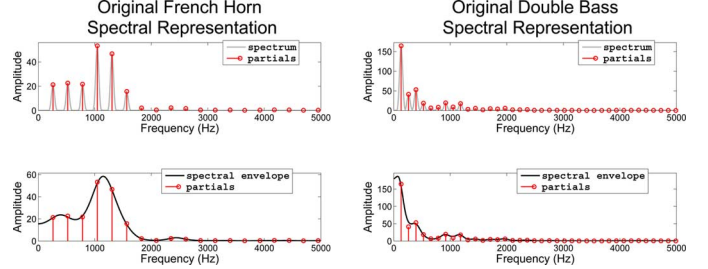 Original French Horn
Spectral Representation
Amplitude
40
20
0
spectrum
partials
0
1000
2000
3000
4000
5000
Frequency (Hz)
Original Double Bass
Spectral Representation
Amplitude
150
100
50
0
spectrum
partials
0
1000
2000
3000
4000
5000
Frequency (Hz)
Amplitude
60
40
20
0
spectral envelope
partials
0
1000
2000
3000
4000
5000
Frequency (Hz)
Amplitude
150
100
50
0
spectral envelope
partials
0
1000
2000
3000
4000
5000
Frequency (Hz)